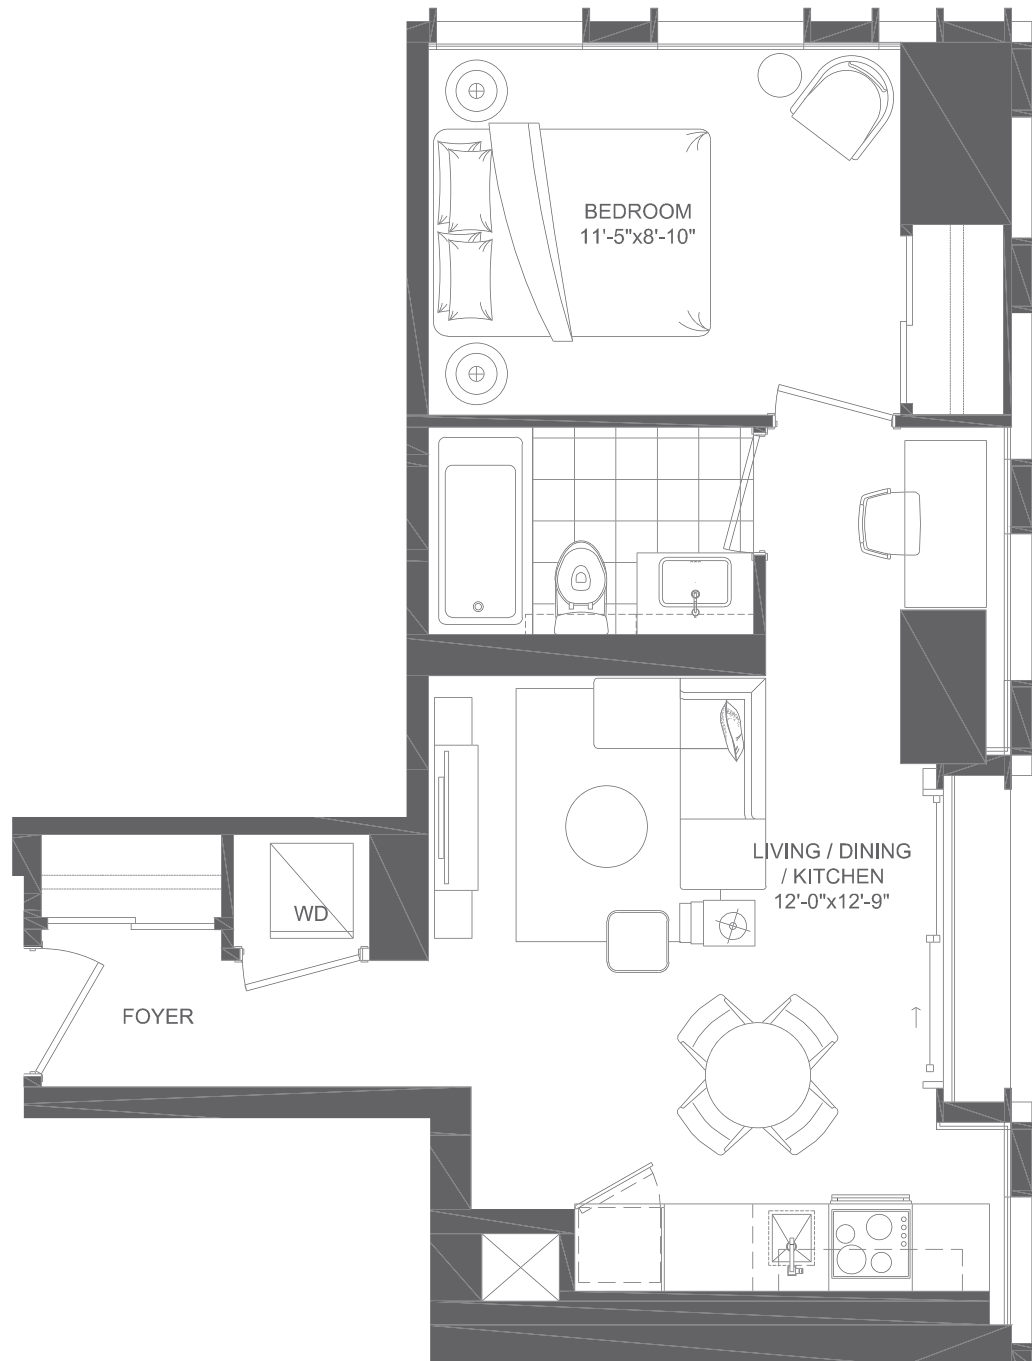 BEDROOM
11'-5"x8'-10"
LIVING / DINING
/ KITCHEN
12'-0"x12'-9"
WD
FOYER